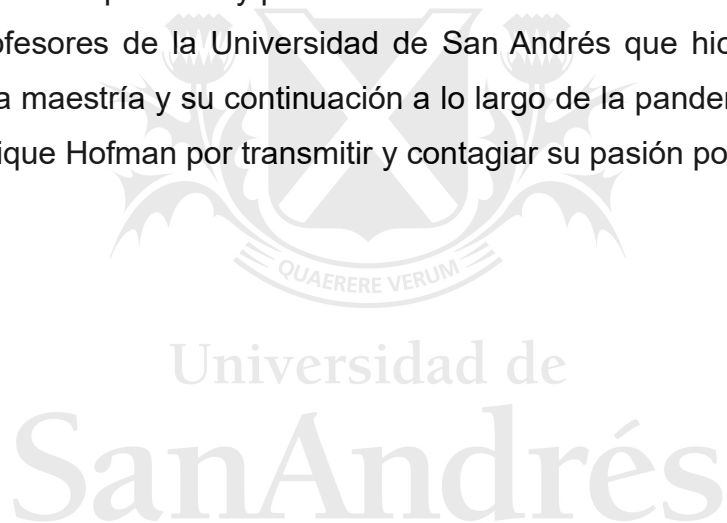 ofesores de la Universidad de San Andrés que hic
a maestría y su continuación a lo largo de la pande
ique Hofman por transmitir y contagiar su pasión po
QUAERERE VERUM
Universidad de
SanAndrés